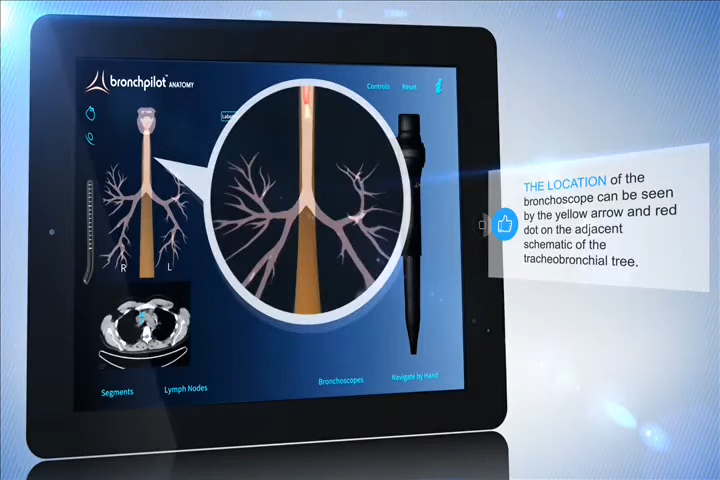 bronchpilot™ ANATOMY
Controls
Reset
i
R
L
Segments
Lymph Nodes
Bronchoscopes
Navigate by Hand
THE LOCATION of the
bronchoscope can be seen
by the yellow arrow and red
dot on the adjacent
schematic of the
tracheobronchial tree.